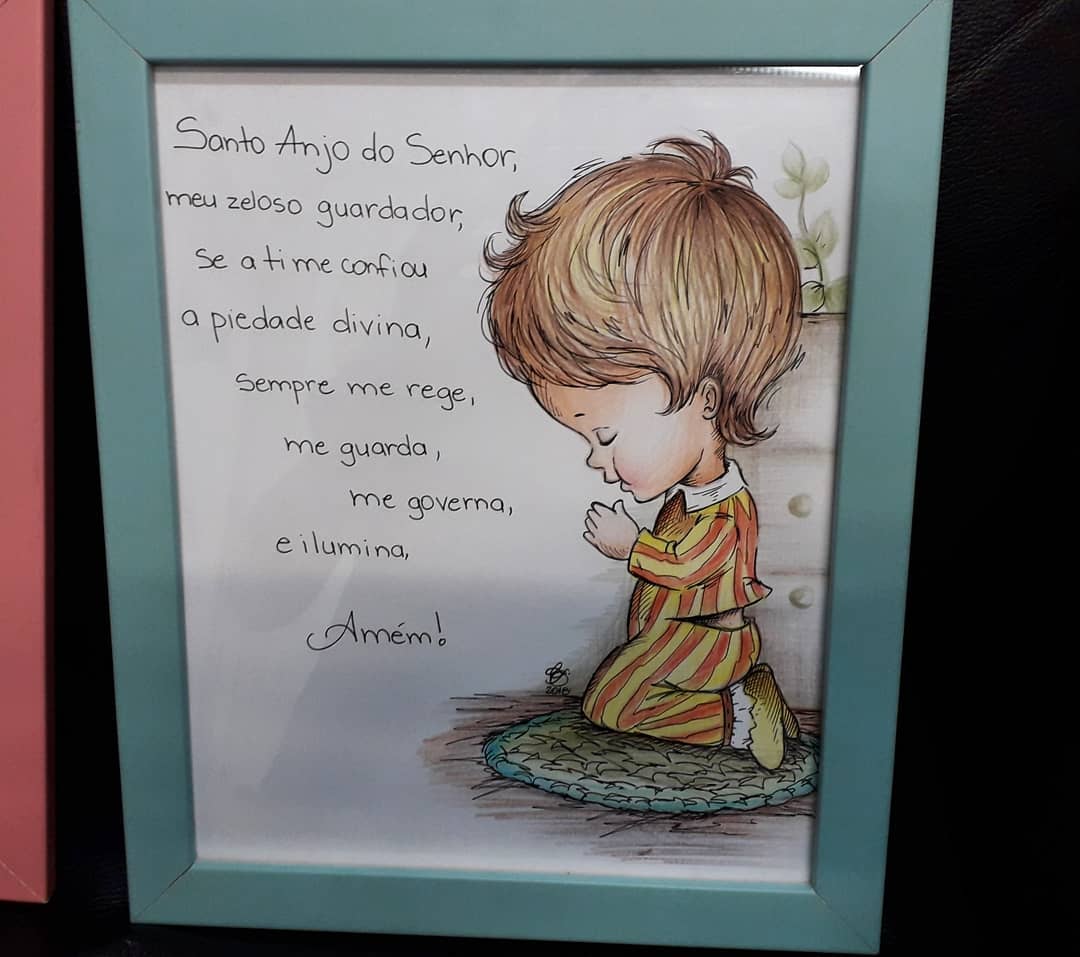 Santo Anjo do Senhor,
meu zeloso guardador,
se a ti me confiou
a piedade divina,
sempre me rege,
me guarda,
me governa,
e ilumina,
Amém!
2018